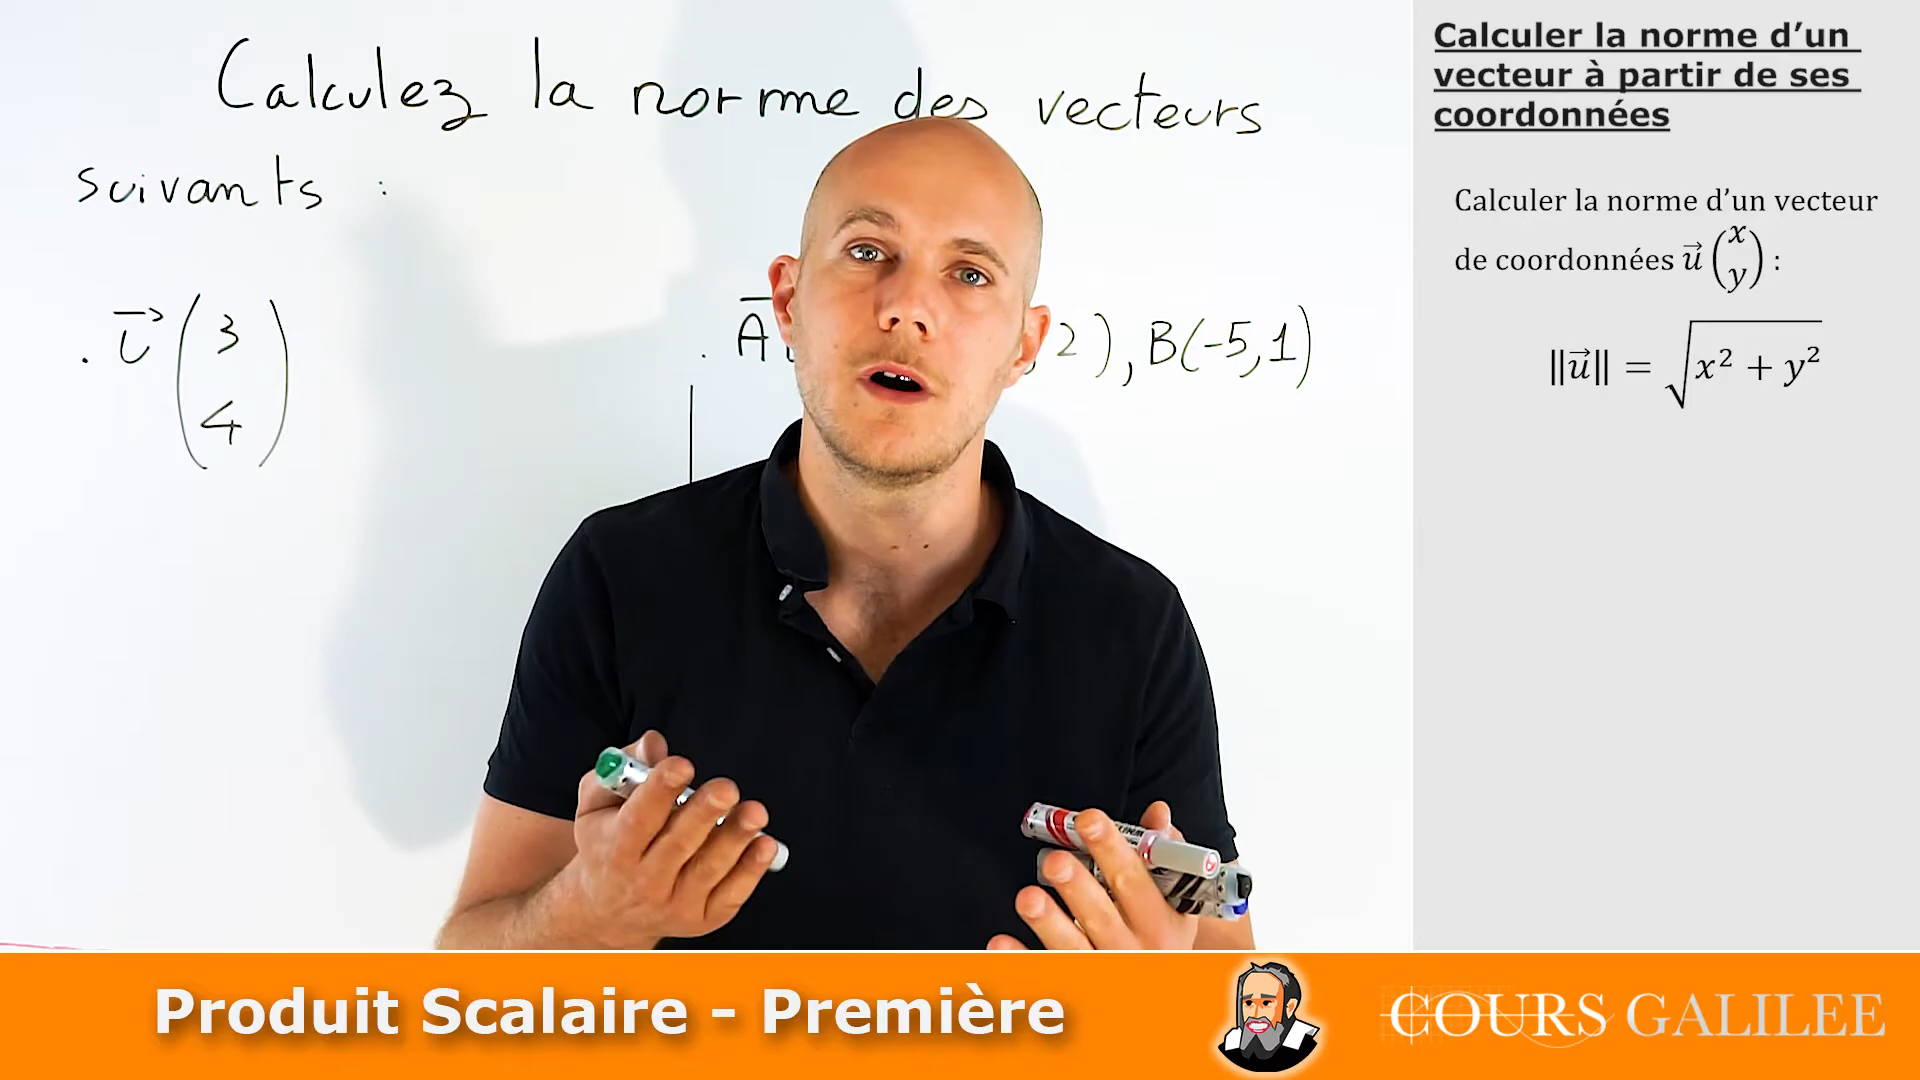 Calculez la norme des vecteurs
suivants :
. u⃗ (3
4)
. A 2), B(-5,1)
Calculer la norme d’un
vecteur à partir de ses
coordonnées
Calculer la norme d’un vecteur
de coordonnées u⃗ (x
y) :
‖u⃗‖ = √x² + y²
Produit Scalaire - Première
COURS GALILEE